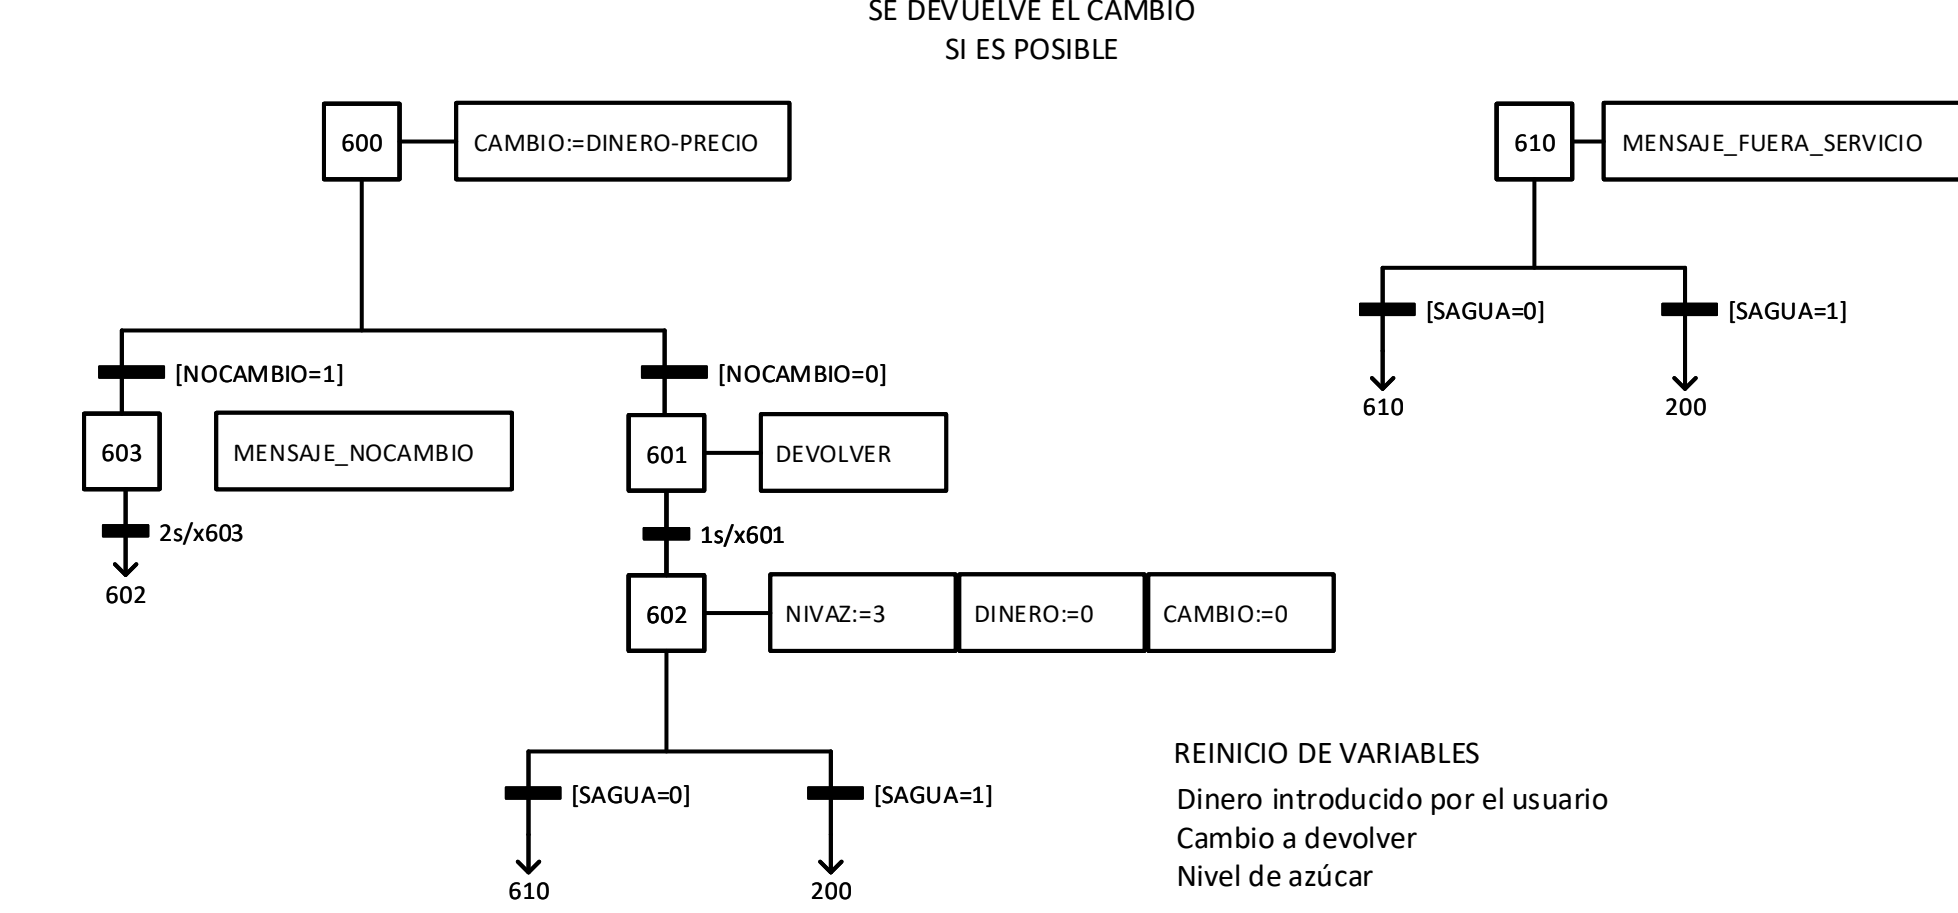 SE DEVUELVE EL CAMBIO
SI ES POSIBLE
600
CAMBIO:=DINERO-PRECIO
610
MENSAJE_FUERA_SERVICIO
[SAGUA=0]
[SAGUA=1]
610
200
[NOCAMBIO=1]
[NOCAMBIO=0]
603
MENSAJE_NOCAMBIO
601
DEVOLVER
2s/x603
1s/x601
602
602
NIVAZ:=3
DINERO:=0
CAMBIO:=0
[SAGUA=0]
[SAGUA=1]
610
200
REINICIO DE VARIABLES
Dinero introducido por el usuario
Cambio a devolver
Nivel de azúcar